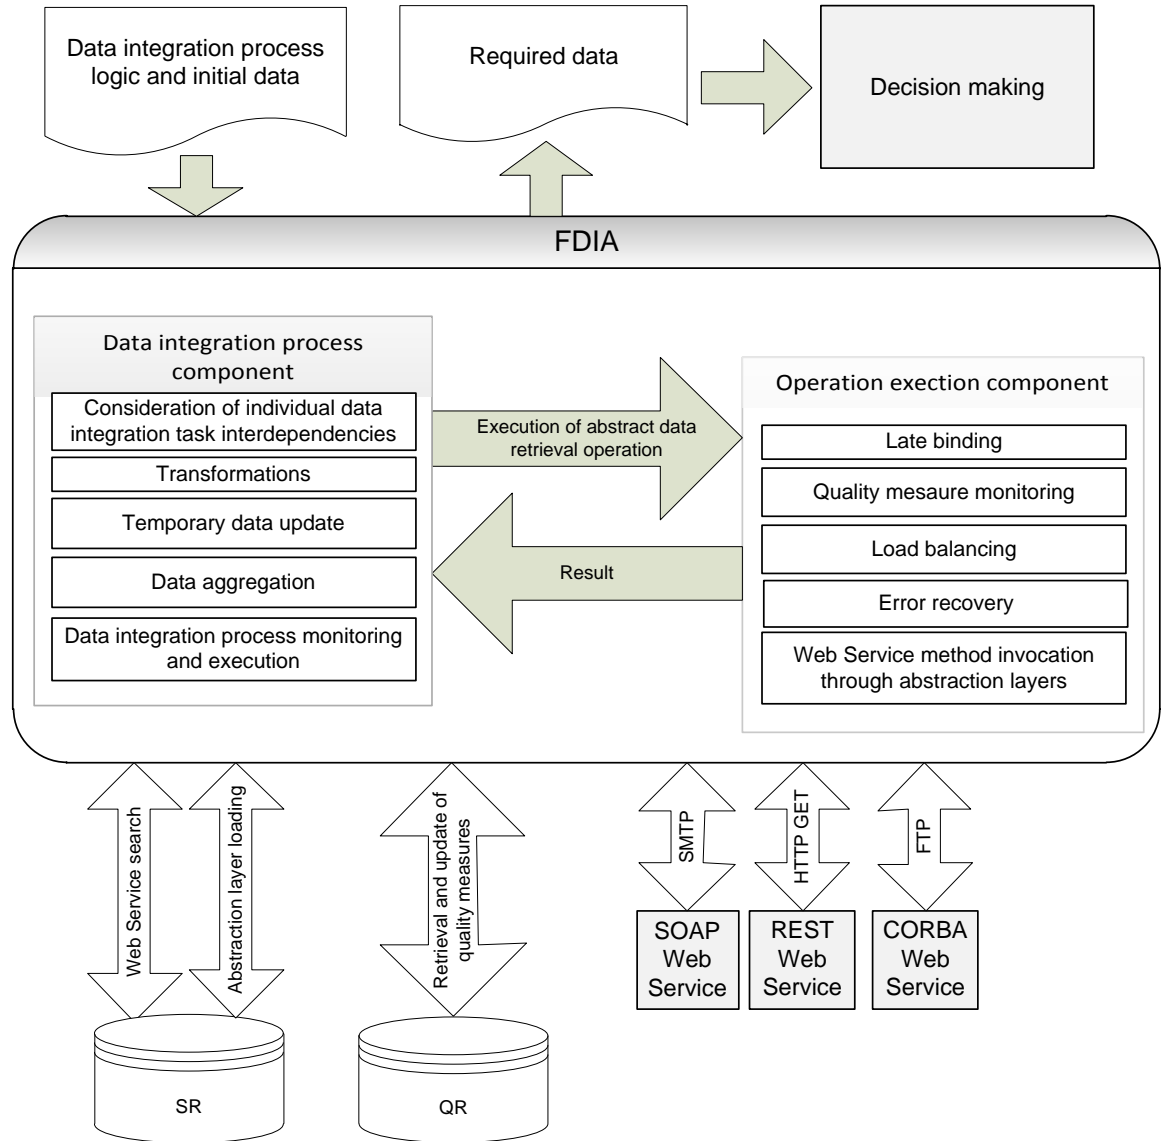 Data integration process
logic and initial data
Required data
Decision making
FDIA
Data integration process
component
Consideration of individual data
integration task interdependencies
Transformations
Temporary data update
Data aggregation
Data integration process monitoring
and execution
Execution of abstract data
retrieval operation
Result
Operation exection component
Late binding
Quality mesaure monitoring
Load balancing
Error recovery
Web Service method invocation
through abstraction layers
Web Service search
Abstraction layer loading
Retrieval and update of
quality measures
SMTP
HTTP GET
FTP
SOAP
Web
Service
REST
Web
Service
CORBA
Web
Service
SR
QR